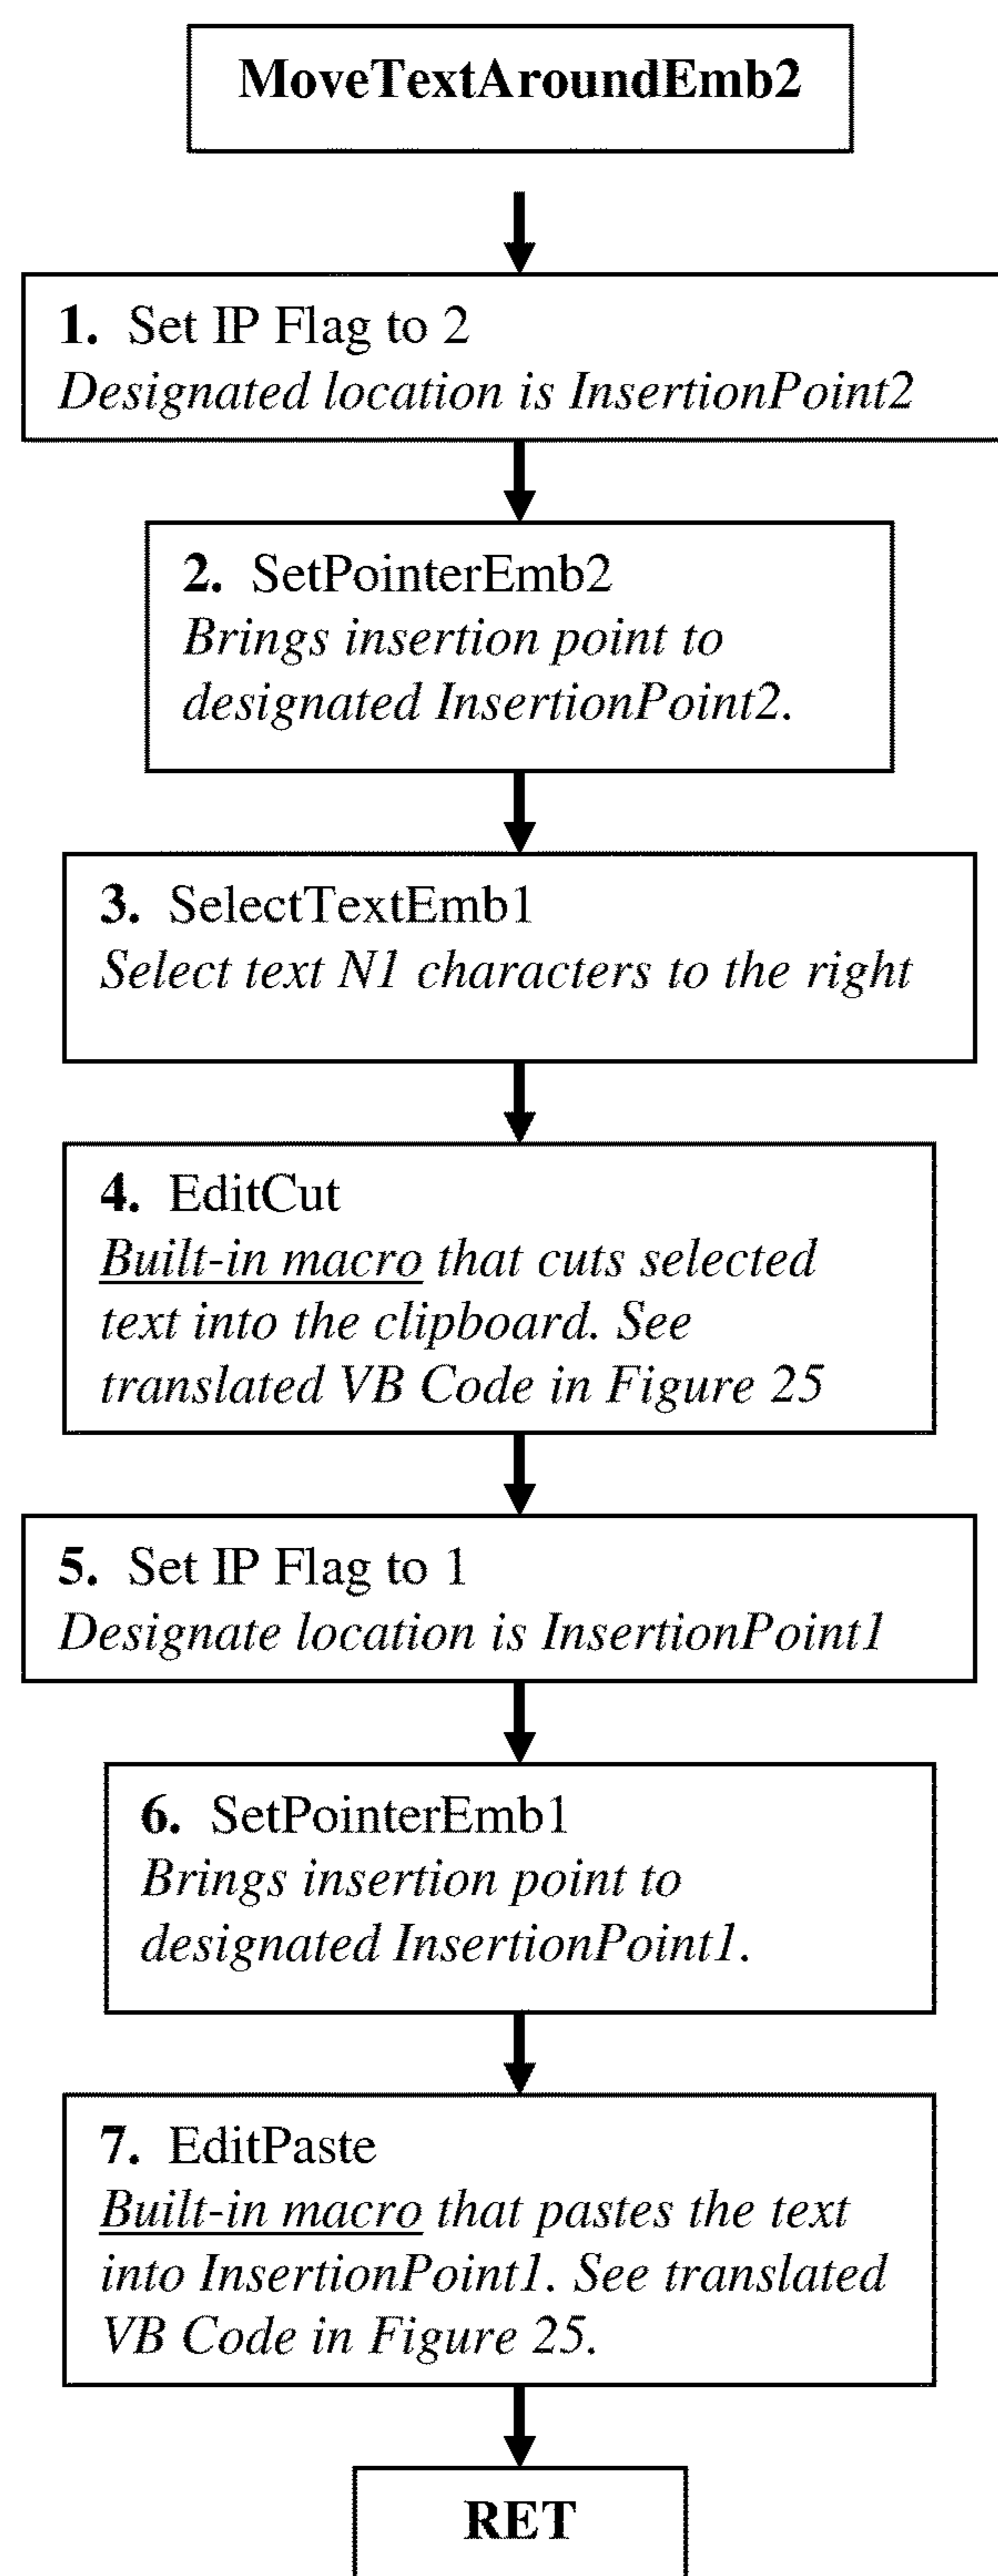 MoveTextAroundEmb2
1. Set IP Flag to 2
Designated location is InsertionPoint2
2. SetPointerEmb2
Brings insertion point to
designated InsertionPoint2.
3. SelectTextEmb1
Select text N1 characters to the right
4. EditCut
Built-in macro that cuts selected
text into the clipboard. See
translated VB Code in Figure 25
5. Set IP Flag to 1
Designate location is InsertionPoint1
6. SetPointerEmb1
Brings insertion point to
designated InsertionPoint1.
7. EditPaste
Built-in macro that pastes the text
into InsertionPoint1. See translated
VB Code in Figure 25.
RET